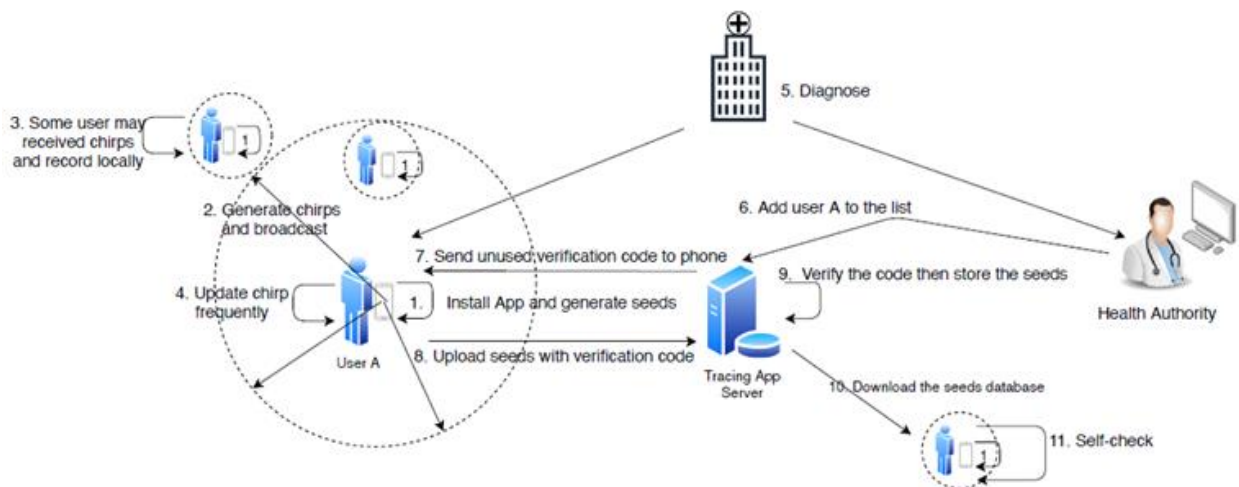 5. Diagnose
3. Some user may
received chirps
and record locally
1
1
2. Generate chirps
and broadcast
6. Add user A to the list
7. Send unused verification code to phone
9. Verify the code then store the seeds
4. Update chirp
frequently
1.
Install App and generate seeds
Health Authority
8. Upload seeds with verification code
User A
Tracing App
Server
10. Download the seeds database
1
11. Self-check